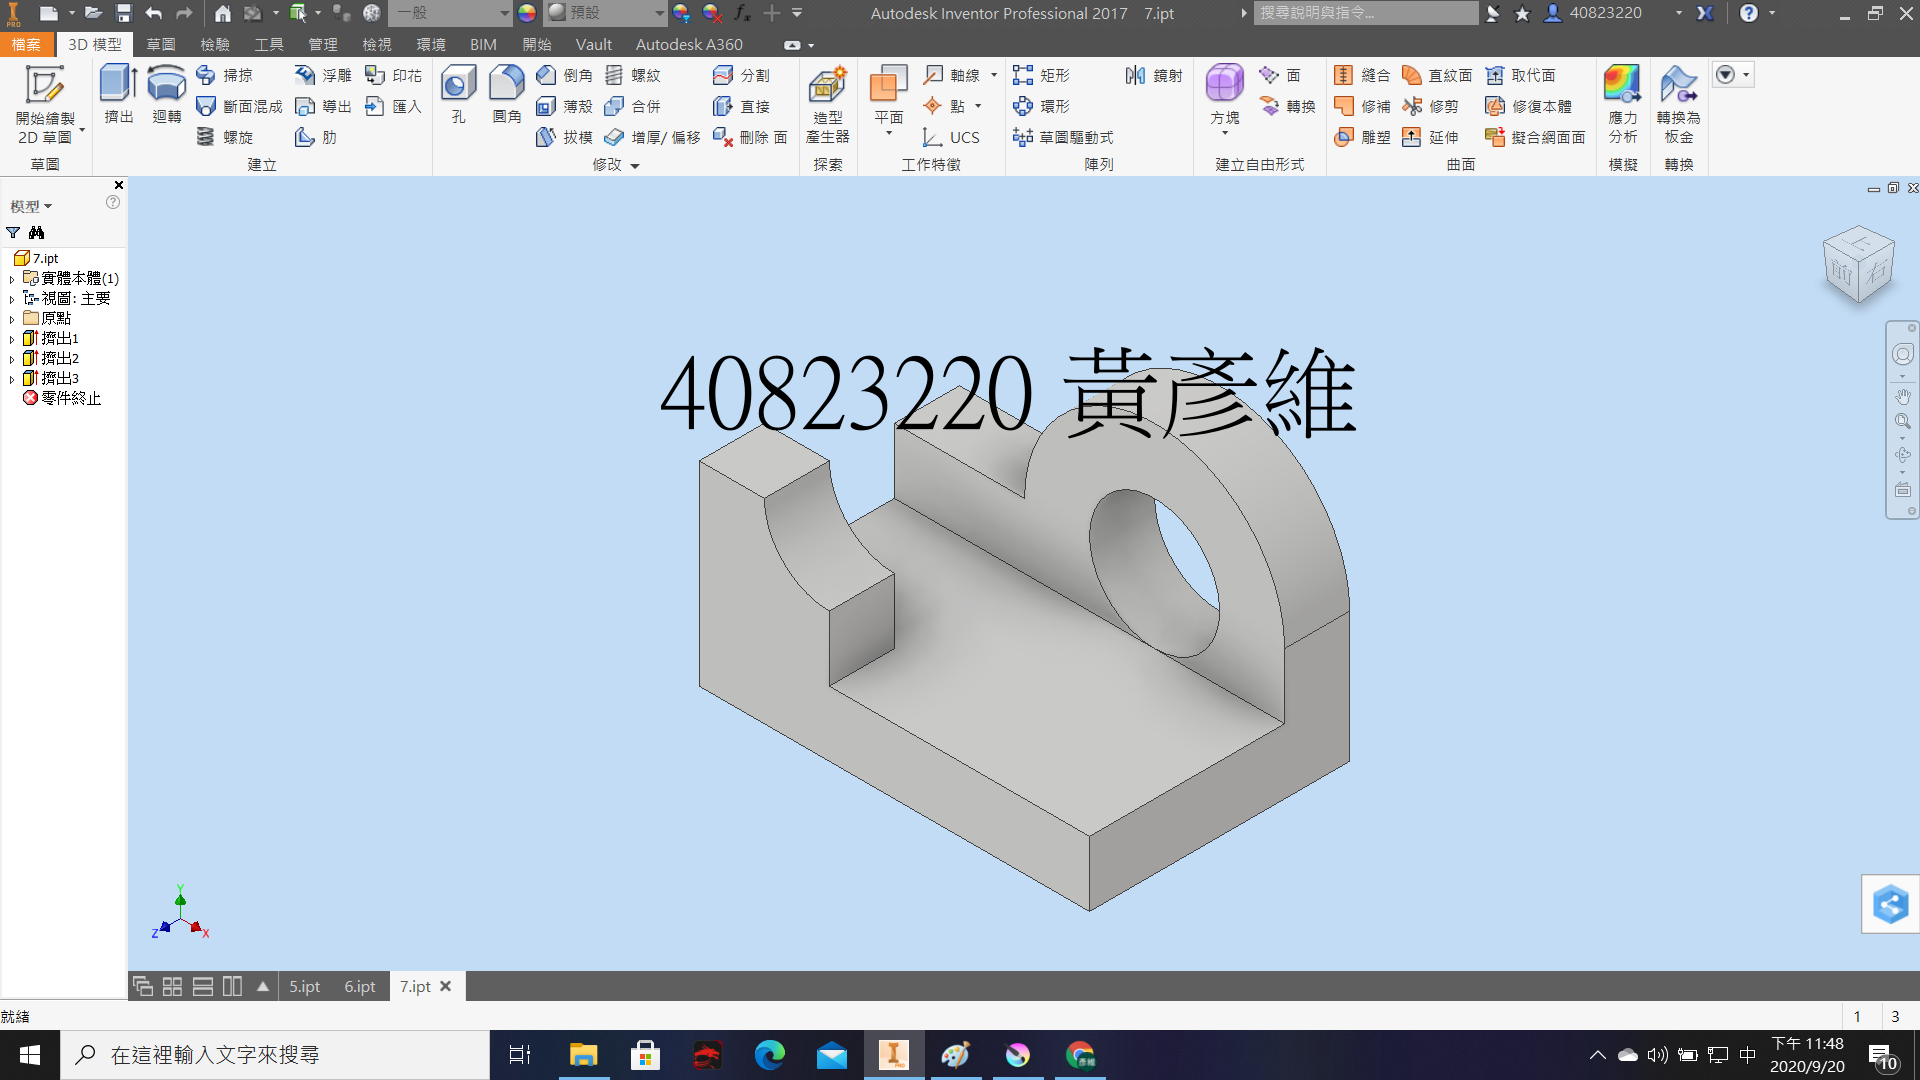 PRO 一般 預設 Autodesk Inventor Professional 2017 7.ipt 搜尋說明與指令... 40823220
檔案 3D 模型 草圖 檢驗 工具 管理 檢視 環境 BIM 開始 Vault Autodesk A360
開始繪製
2D 草圖
草圖
擠出 迴轉
掃掠 浮雕 印花
斷面混成 導出 匯入
螺旋 肋
建立
孔 圓角
倒角 螺紋 分割
薄殼 合併 直接
拔模 增厚/ 偏移 刪除 面
修改
造型
產生器
探索
平面
軸線
點
UCS
工作特徵
矩形 鏡射
環形
草圖驅動式
陣列
方塊
面
轉換
建立自由形式
縫合 直紋面 取代面
修補 修剪 修復本體
雕塑 延伸 擬合網面面
曲面
應力
分析
模擬
轉換為
板金
轉換
模型
7.ipt
實體本體(1)
視圖: 主要
原點
擠出1
擠出2
擠出3
零件終止
上
前 右
40823220 黃彥維
Y
Z X
5.ipt 6.ipt 7.ipt
就緒 1 3
在這裡輸入文字來搜尋
PRO
彥維
中
下午 11:48
2020/9/20
10